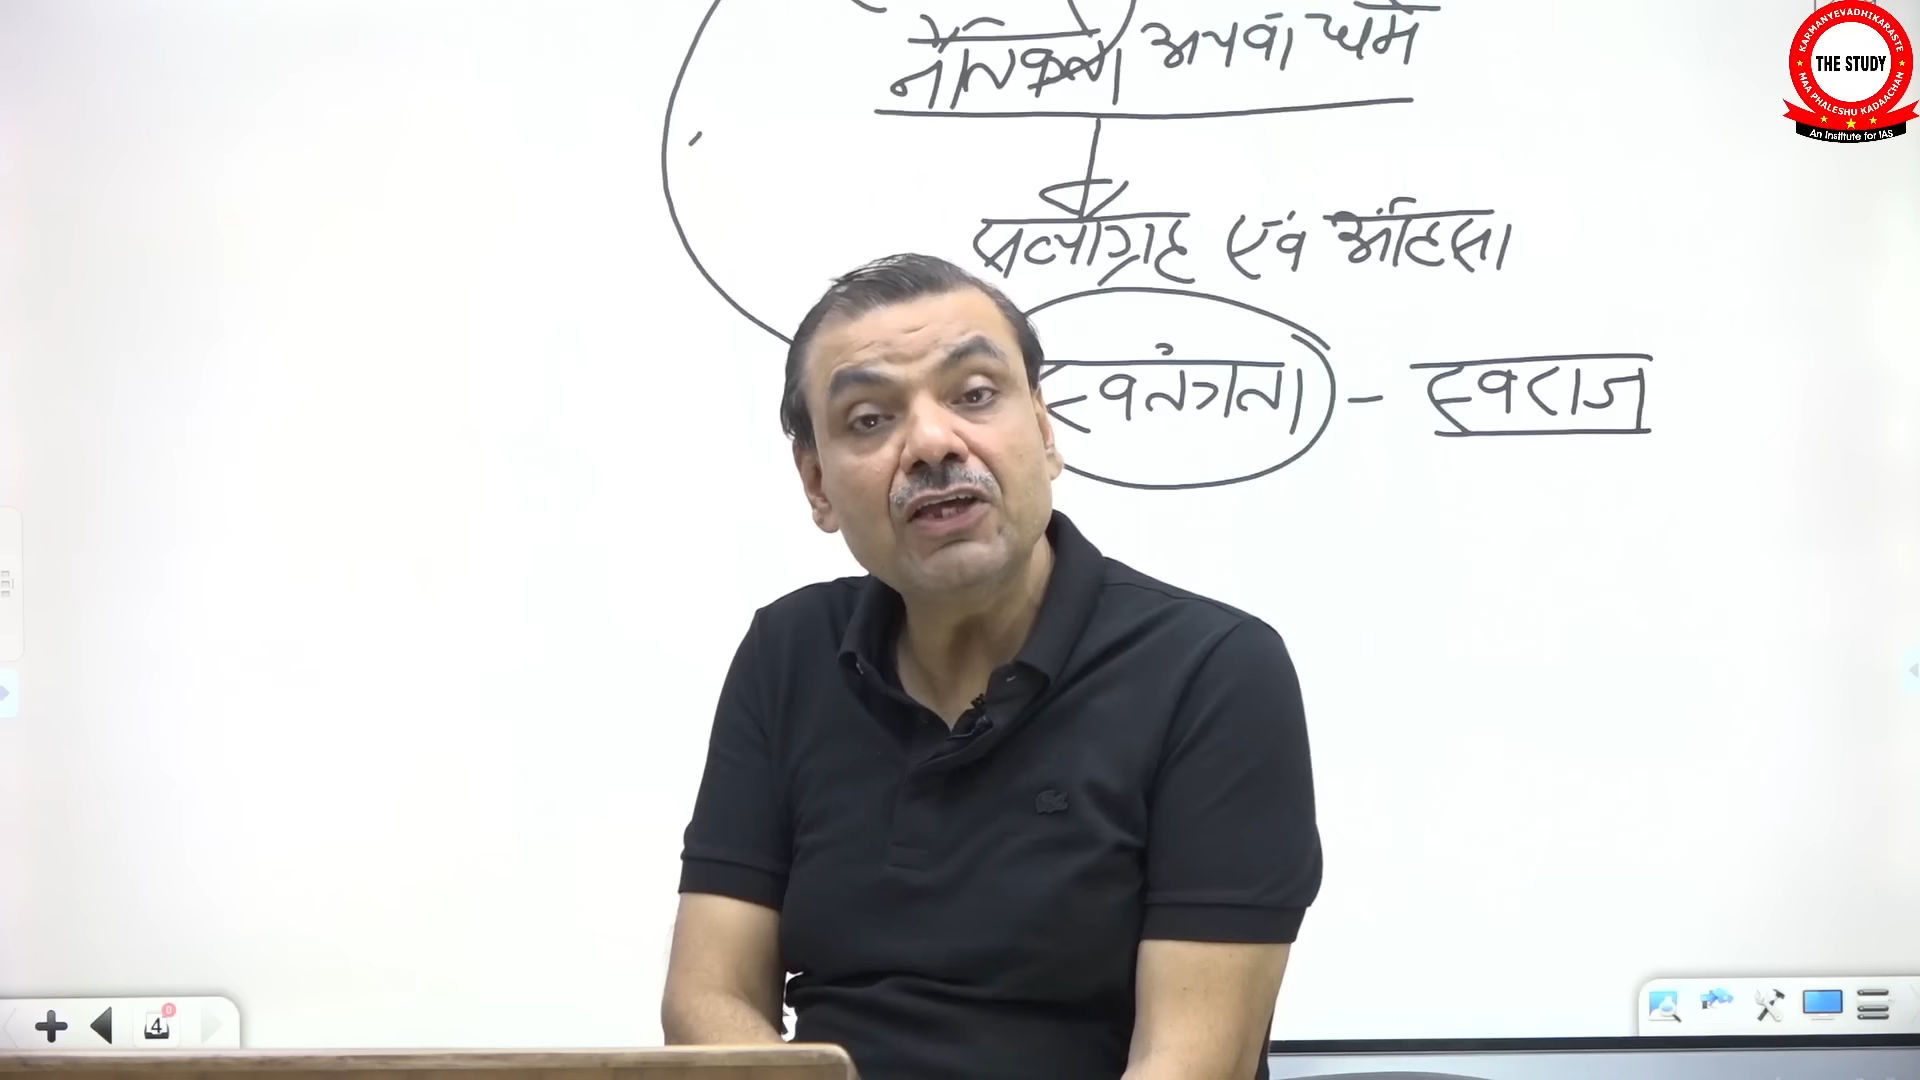 नैतिकता अथवा धर्म
सत्याग्रह एवं अहिंसा
स्वतंत्रता - स्वराज
KARMANYEVADHIKARASTE
THE STUDY
MAA PHALESHU KADAACHAN
An Institute for IAS
4
0